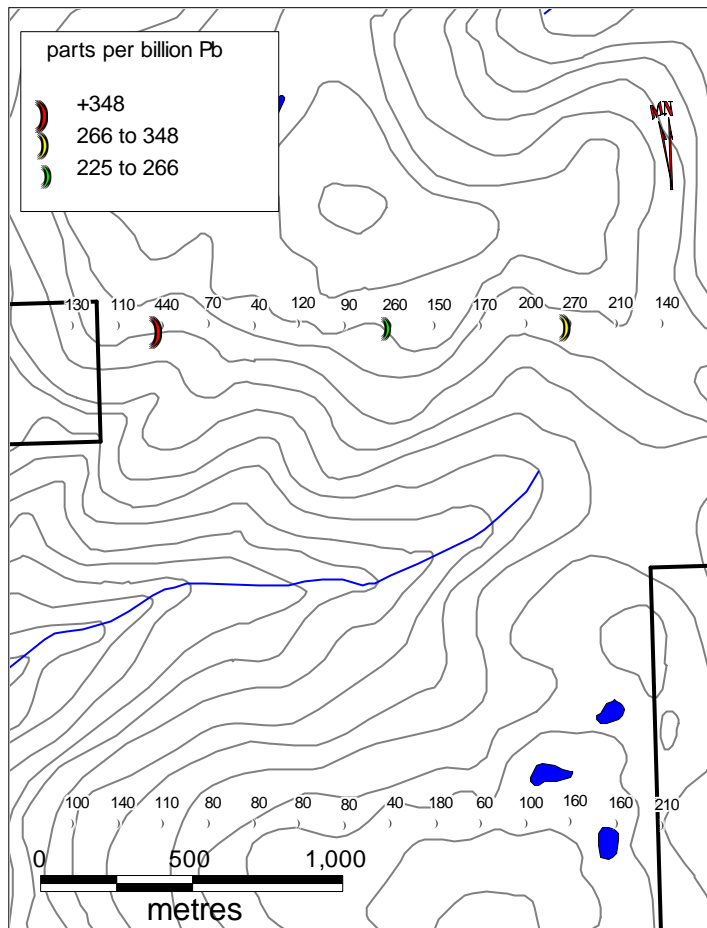 parts per billion Pb
+348
266 to 348
225 to 266
MN
130 110 440 70 40 120 90 260 150 170 200 270 210 140
100 140 110 80 80 80 80 40 180 60 100 160 160 210
0 500 1,000
metres